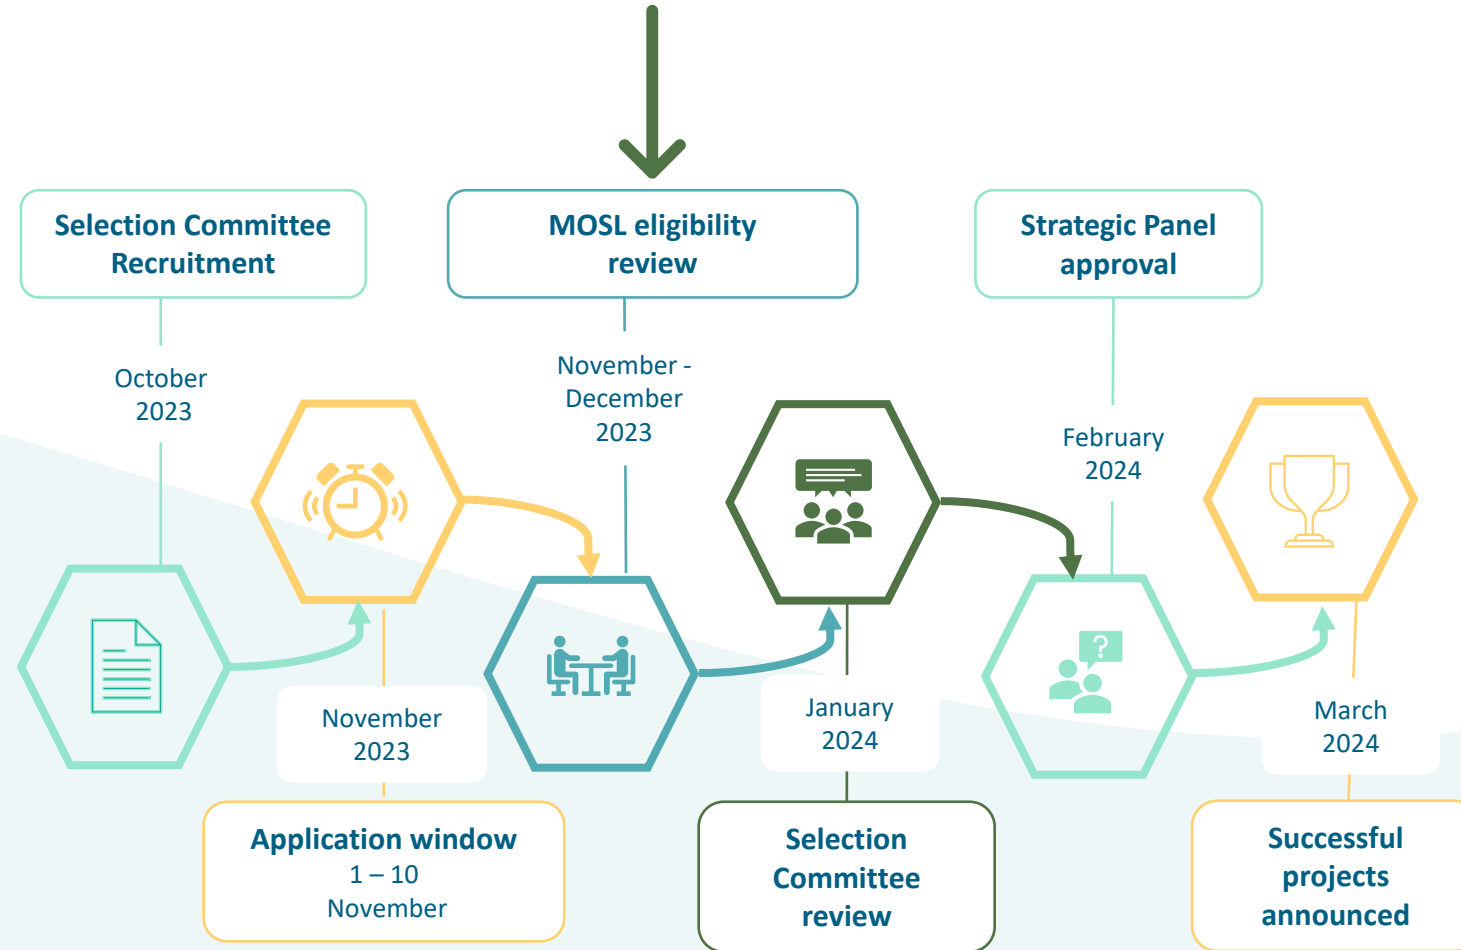 Selection Committee
Recruitment
October
2023
November
2023
Application window
1 – 10
November
MOSL eligibility
review
November -
December
2023
January
2024
Selection
Committee
review
Strategic Panel
approval
February
2024
?
March
2024
Successful
projects
announced